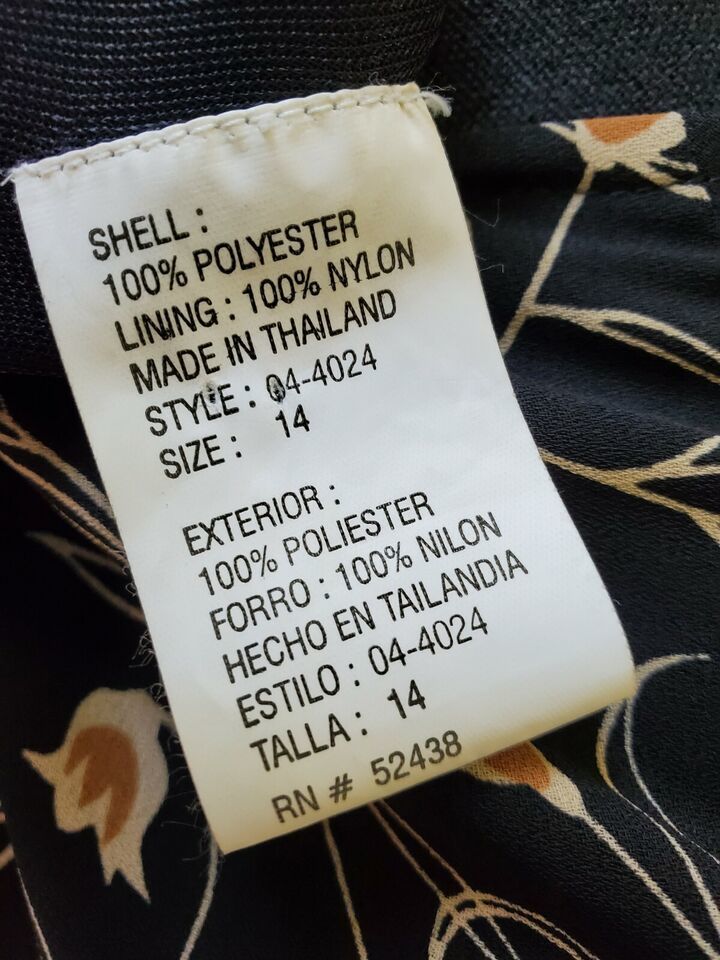 SHELL :
100% POLYESTER
LINING : 100% NYLON
MADE IN THAILAND
STYLE : 04-4024
SIZE : 14
EXTERIOR :
100% POLIESTER
FORRO : 100% NILON
HECHO EN TAILANDIA
ESTILO : 04-4024
TALLA : 14
RN # 52438